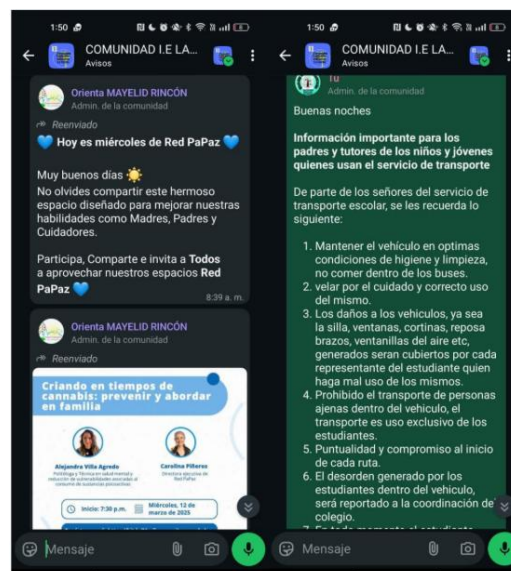 1:50
COMUNIDAD I.E LA...
Avisos
Orienta MAYELID RINCÓN
Admin. de la comunidad
Reenviado
💙 Hoy es miércoles de Red PaPaz 💙
Muy buenos días ☀️
No olvides compartir este hermoso
espacio diseñado para mejorar nuestras
habilidades como Madres, Padres y
Cuidadores.
Participa, Comparte e invita a Todos
a aprovechar nuestros espacios Red
PaPaz 💙
8:39 a. m.
Orienta MAYELID RINCÓN
Admin. de la comunidad
Reenviado
Criando en tiempos de
cannabis: prevenir y abordar
en familia
Alejandra Villa Agredo
Carolina Piñeros
Directora ejecutiva de
Red PaPaz
Inicio: 7:30 p.m.
Miércoles, 12 de
marzo de 2025
Mensaje
1:50
COMUNIDAD I.E LA...
Avisos
Tú
Admin. de la comunidad
Buenas noches
Información importante para los
padres y tutores de los niños y jóvenes
quienes usan el servicio de transporte
De parte de los señores del servicio de
transporte escolar, se les recuerda lo
siguiente:
1. Mantener el vehículo en optimas
condiciones de higiene y limpieza,
no comer dentro de los buses.
2. velar por el cuidado y correcto uso
del mismo.
3. Los daños a los vehiculos, ya sea
la silla, ventanas, cortinas, reposa
brazos, ventanillas del aire etc,
generados seran cubiertos por cada
representante del estudiante quien
haga mal uso de los mismos.
4. Prohibido el transporte de personas
ajenas dentro del vehiculo, el
transporte es uso exclusivo de los
estudiantes.
5. Puntualidad y compromiso al inicio
de cada ruta.
6. El desorden generado por los
estudiantes dentro del vehiculo,
será reportado a la coordinación del
colegio.
7. En todo momento el estudiante
Mensaje